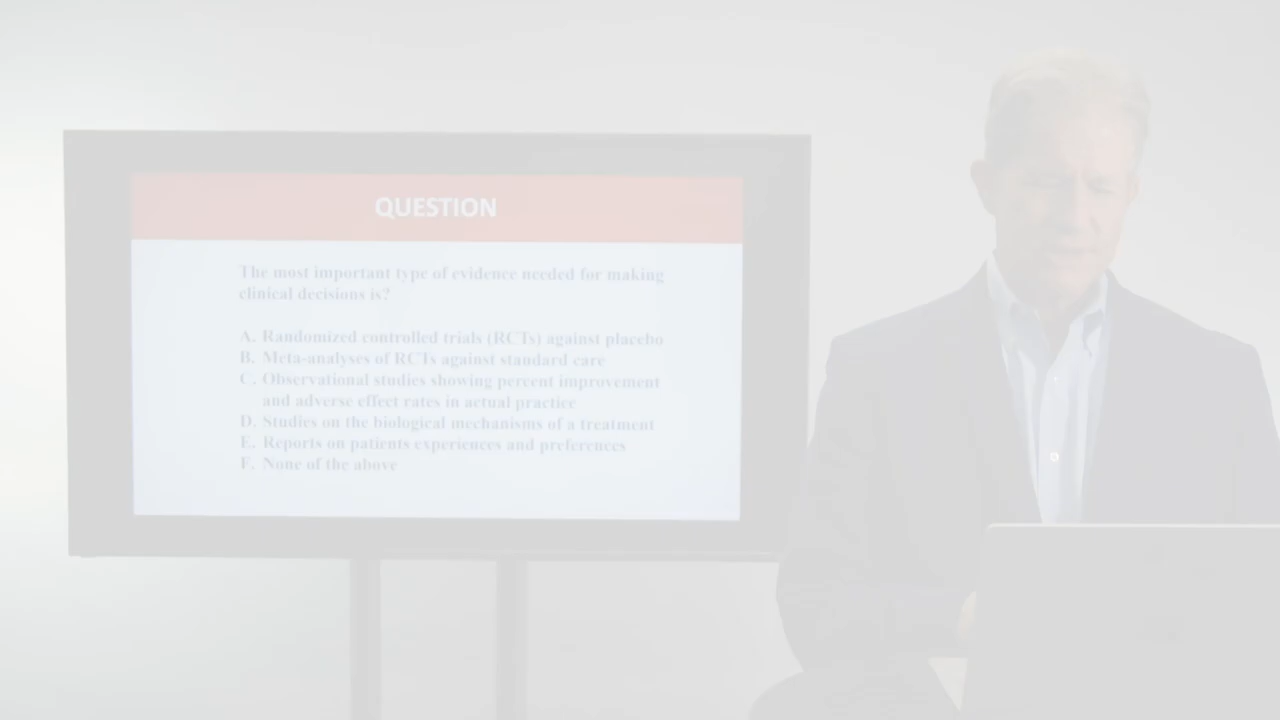 QUESTION
The most important type of evidence needed for making
clinical decisions is?
A. Randomized controlled trials (RCTs) against placebo
B. Meta-analyses of RCTs against standard care
C. Observational studies showing percent improvement
and adverse effect rates in actual practice
D. Studies on the biological mechanisms of a treatment
E. Reports on patients experiences and preferences
F. None of the above